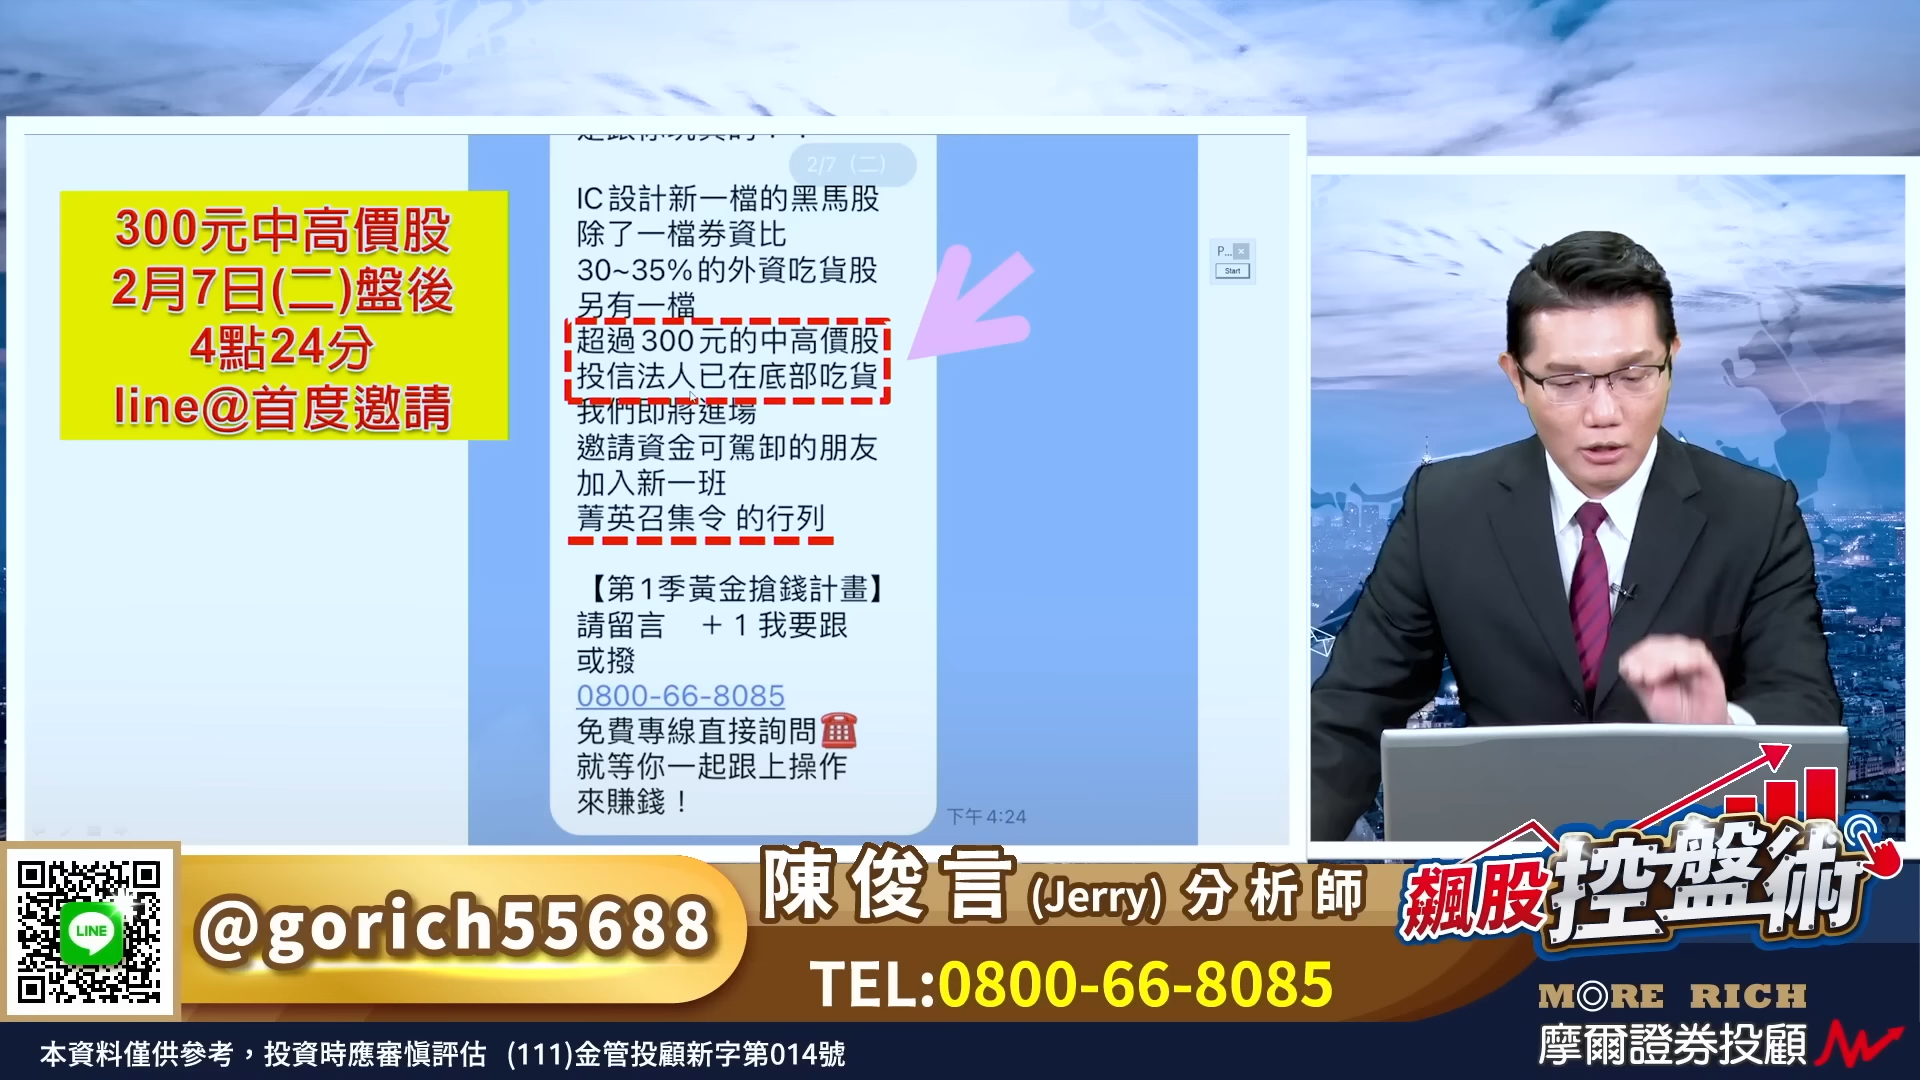 300元中高價股
2月7日(二)盤後
4點24分
line@首度邀請
2/7（二）
IC設計新一檔的黑馬股
除了一檔券資比
30~35%的外資吃貨股
另有一檔
超過300元的中高價股
投信法人已在底部吃貨
我們即將進場
邀請資金可駕卸的朋友
加入新一班
菁英召集令 的行列
【第1季黃金搶錢計畫】
請留言　＋1 我要跟
或撥
0800-66-8085
免費專線直接詢問☎️
就等你一起跟上操作
來賺錢！
下午4:24
P...
Start
LINE
@gorich55688
陳俊言(Jerry)分析師
TEL:0800-66-8085
飆股控盤術
MORE RICH
摩爾證券投顧
本資料僅供參考，投資時應審慎評估 (111)金管投顧新字第014號